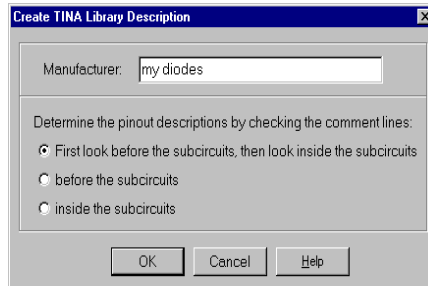 Create TINA Library Description
Manufacturer: my diodes
Determine the pinout descriptions by checking the comment lines:
First look before the subcircuits, then look inside the subcircuits
before the subcircuits
inside the subcircuits
OK Cancel Help